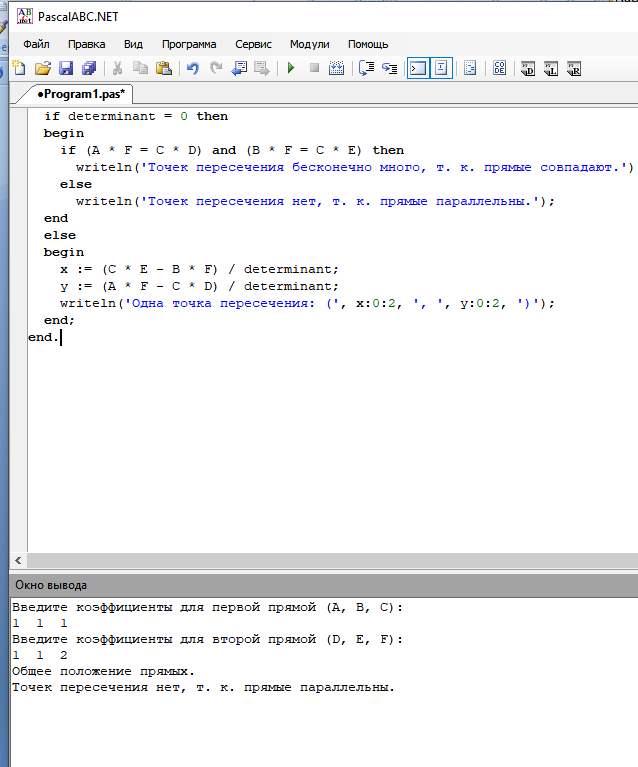 PascalABC.NET
Файл Правка Вид Программа Сервис Модули Помощь
•Program1.pas*
if determinant = 0 then
begin
if (A * F = C * D) and (B * F = C * E) then
writeln('Точек пересечения бесконечно много, т. к. прямые совпадают.')
else
writeln('Точек пересечения нет, т. к. прямые параллельны.');
end
else
begin
x := (C * E - B * F) / determinant;
y := (A * F - C * D) / determinant;
writeln('Одна точка пересечения: (', x:0:2, ', ', y:0:2, ')');
end;
end.
Окно вывода
Введите коэффициенты для первой прямой (A, B, C):
1 1 1
Введите коэффициенты для второй прямой (D, E, F):
1 1 2
Общее положение прямых.
Точек пересечения нет, т. к. прямые параллельны.